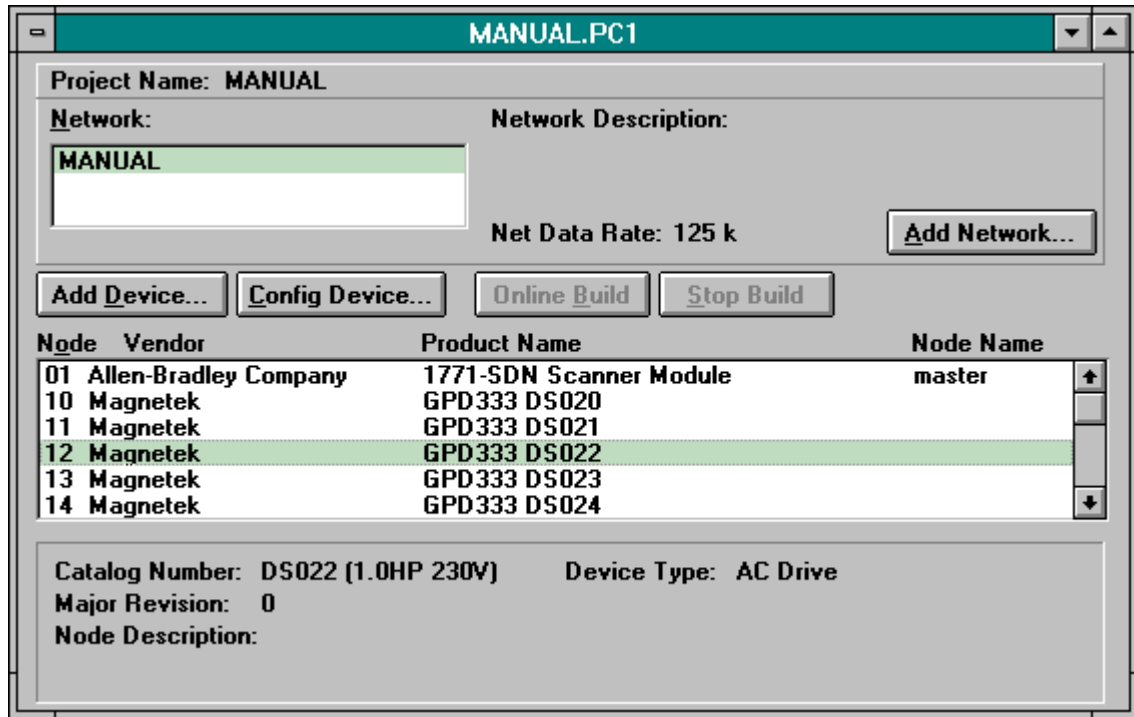 MANUAL.PC1
Project Name: MANUAL
Network: Network Description:
MANUAL
Net Data Rate: 125 k Add Network...
Add Device... Config Device... Online Build Stop Build
Node Vendor Product Name Node Name
01 Allen-Bradley Company 1771-SDN Scanner Module master
10 Magnetek GPD333 DS020
11 Magnetek GPD333 DS021
12 Magnetek GPD333 DS022
13 Magnetek GPD333 DS023
14 Magnetek GPD333 DS024
Catalog Number: DS022 (1.0HP 230V) Device Type: AC Drive
Major Revision: 0
Node Description: